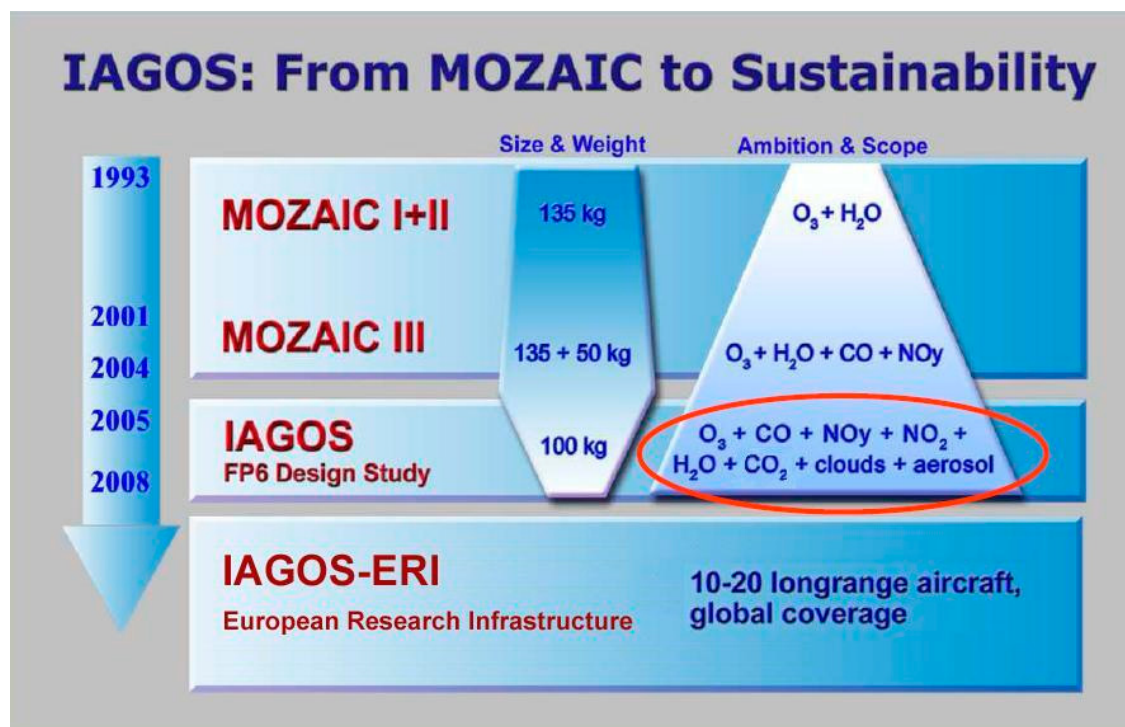 IAGOS: From MOZAIC to Sustainability
Size & Weight
Ambition & Scope
1993
MOZAIC I+II
135 kg
O₃ + H₂O
2001
MOZAIC III
135 + 50 kg
O₃ + H₂O + CO + NOy
2004
2005
IAGOS
FP6 Design Study
100 kg
O₃ + CO + NOy + NO₂ +
H₂O + CO₂ + clouds + aerosol
2008
IAGOS-ERI
European Research Infrastructure
10-20 longrange aircraft,
global coverage